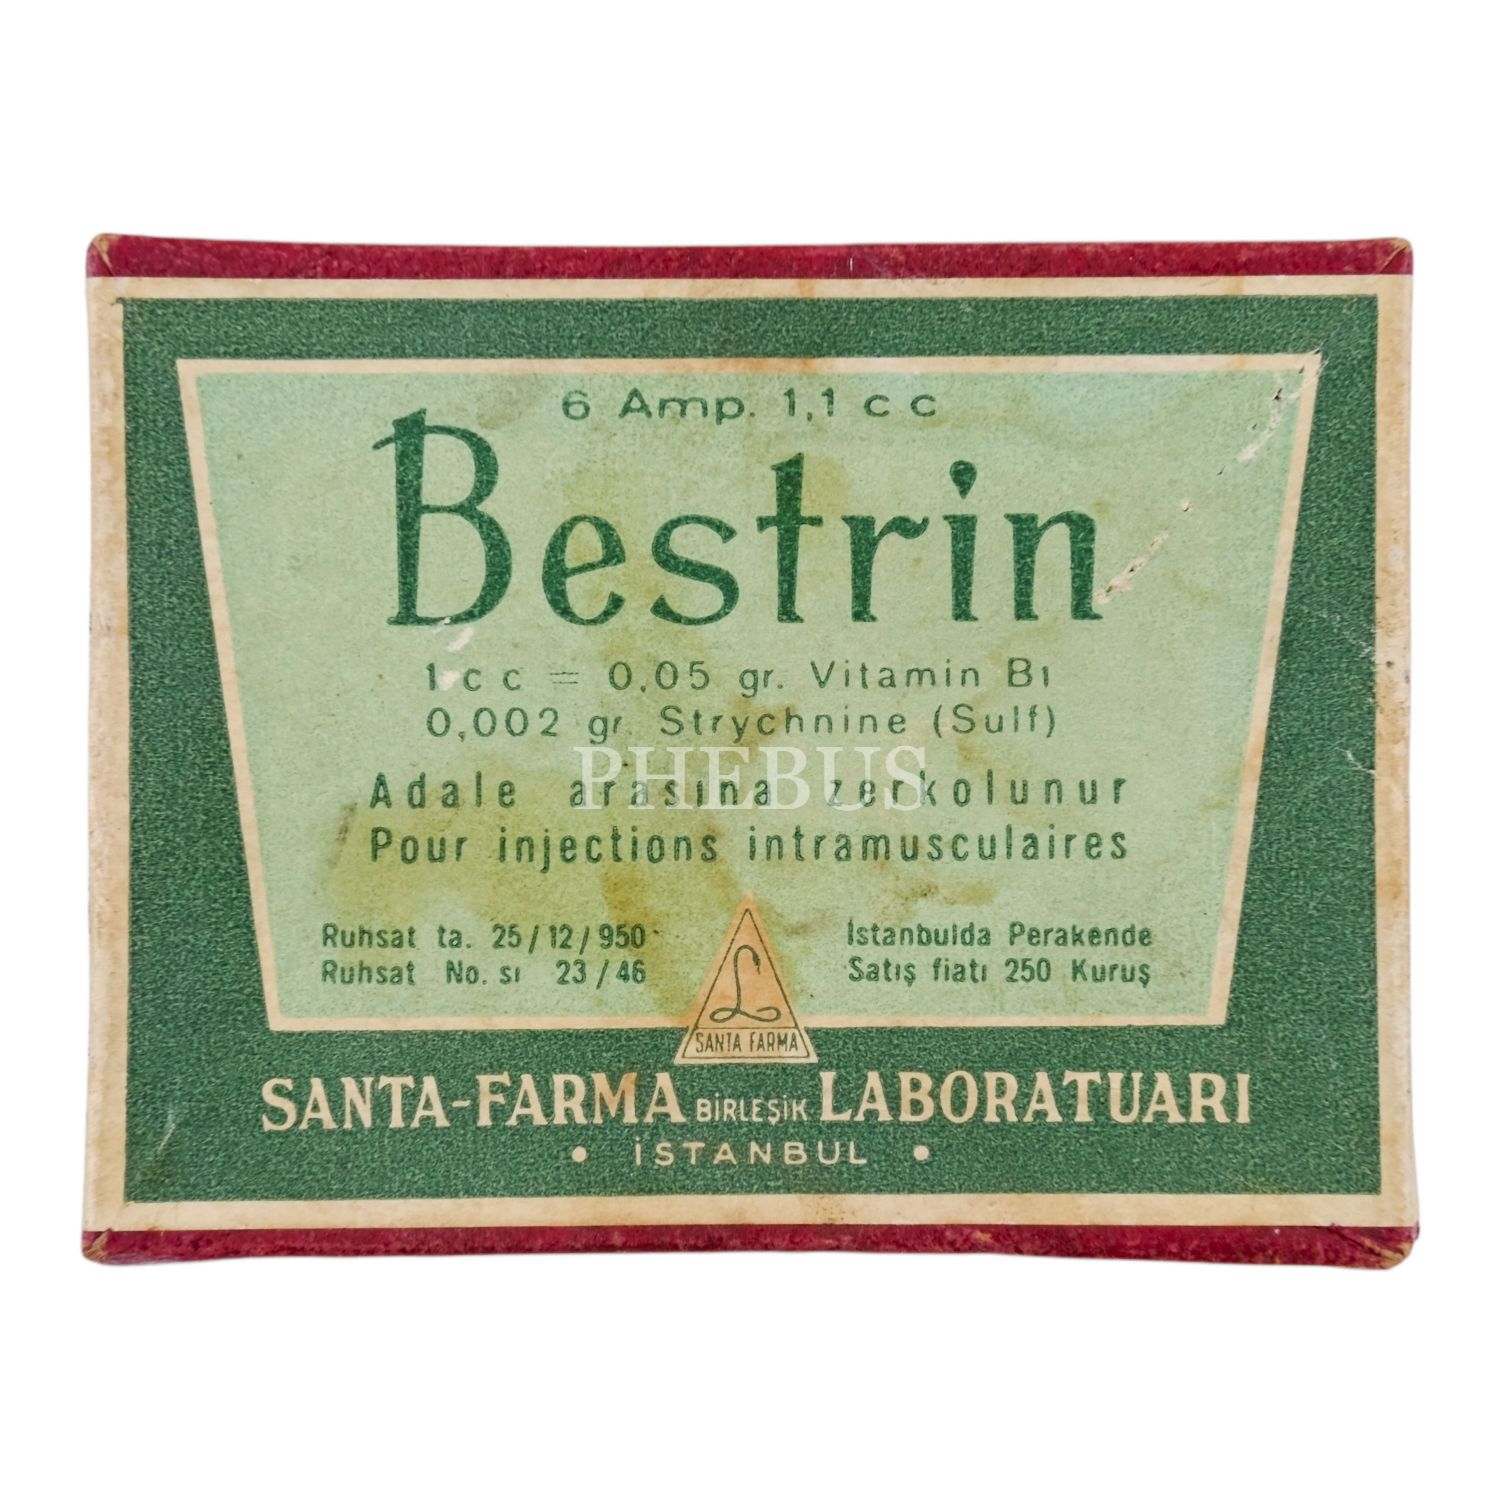 6 Amp. 1,1 c c
Bestrin
1 c c = 0,05 gr. Vitamin B1
0,002 gr. Strychnine (Sulf)
PHEBUS
Adale arasına zerkolunur
Pour injections intramusculaires
Ruhsat ta. 25/12/950
Ruhsat No. sı 23/46
İstanbulda Perakende
Satış fiatı 250 Kuruş
SANTA FARMA
SANTA-FARMA BİRLEŞİK LABORATUARI
• İSTANBUL •